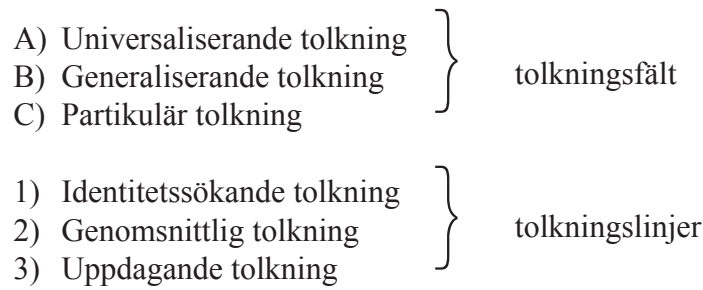 A) Universaliserande tolkning
B) Generaliserande tolkning
C) Partikulär tolkning
tolkningsfält
1) Identitetssökande tolkning
2) Genomsnittlig tolkning
3) Uppdagande tolkning
tolkningslinjer